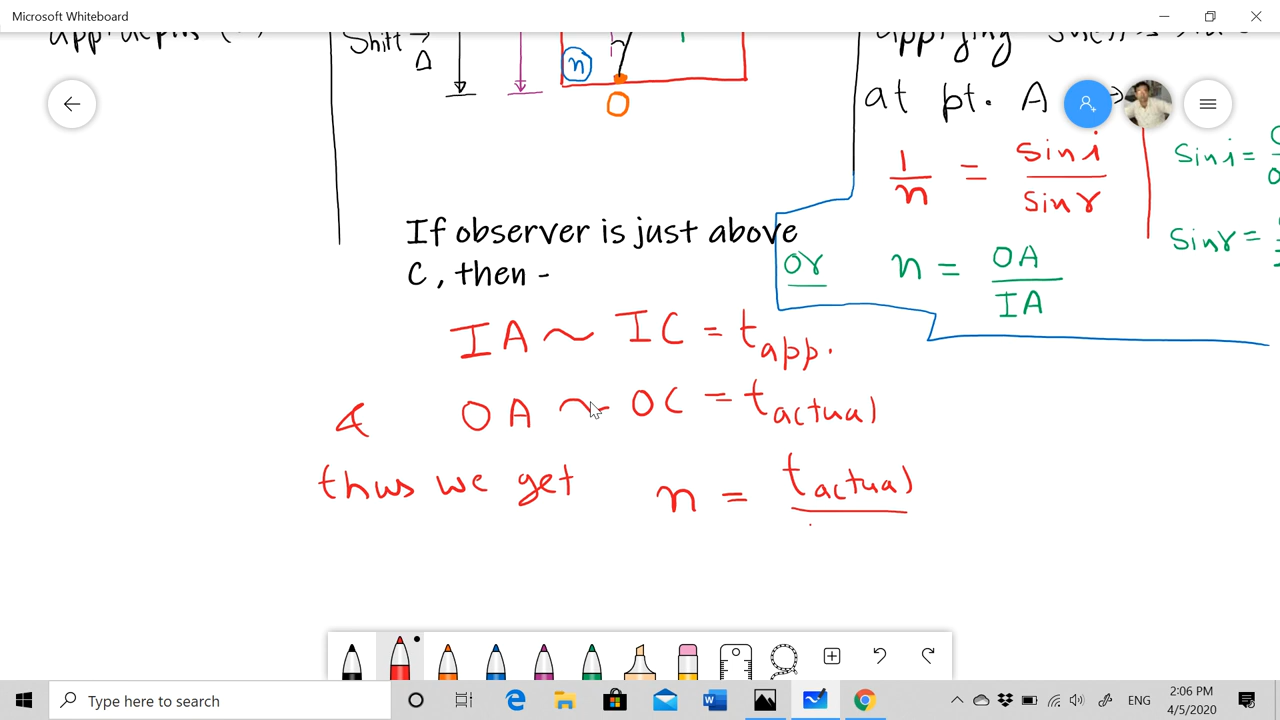 Microsoft Whiteboard
Shift →
Δ
n
O
at pt. A →
1/n = sin i / sin r
sin i =
sin r =
or n = OA / IA
If observer is just above
C , then -
IA ~ IC = t app.
& OA ~ OC = t actual
thus we get n = t actual
Type here to search
ENG
2:06 PM
4/5/2020